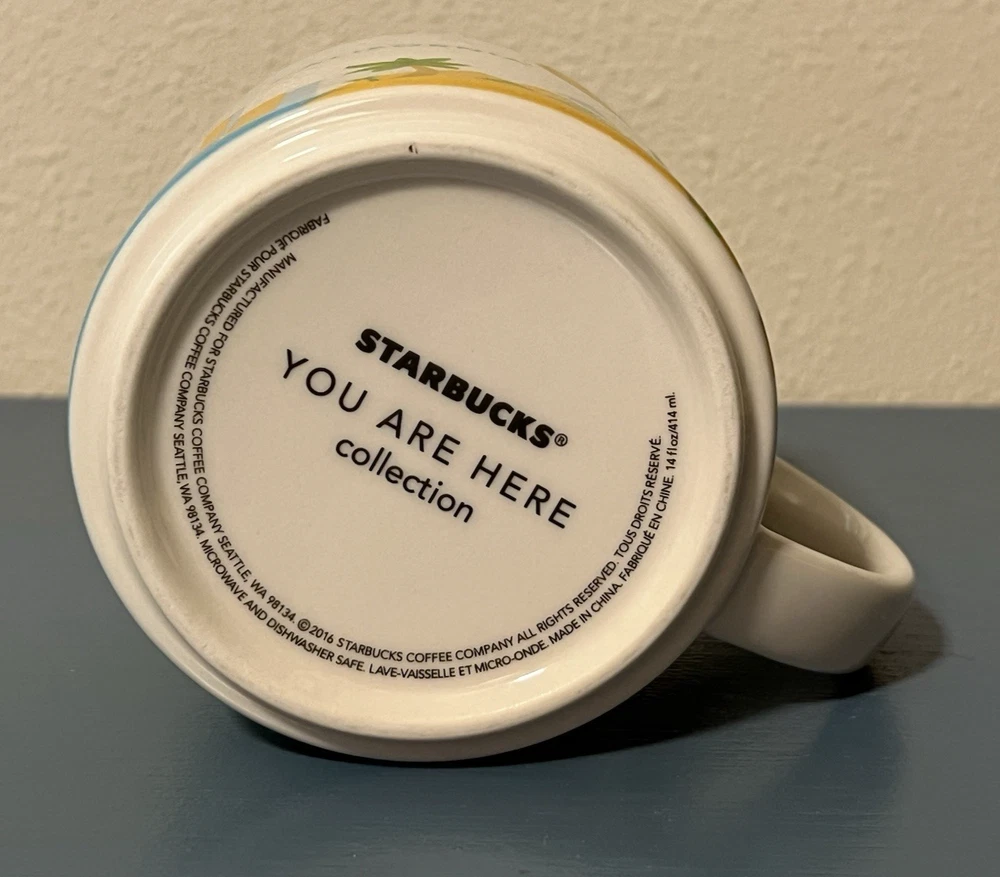 STARBUCKS®
YOU ARE HERE
collection
MANUFACTURED FOR STARBUCKS COFFEE COMPANY SEATTLE, WA 98134. ©2016 STARBUCKS COFFEE COMPANY ALL RIGHTS RESERVED. TOUS DROITS RÉSERVÉ.
FABRIQUÉ POUR STARBUCKS COFFEE COMPANY SEATTLE, WA 98134. MICROWAVE AND DISHWASHER SAFE. LAVE-VAISSELLE ET MICRO-ONDE. MADE IN CHINA. FABRIQUÉ EN CHINE. 14 fl oz/414 ml.